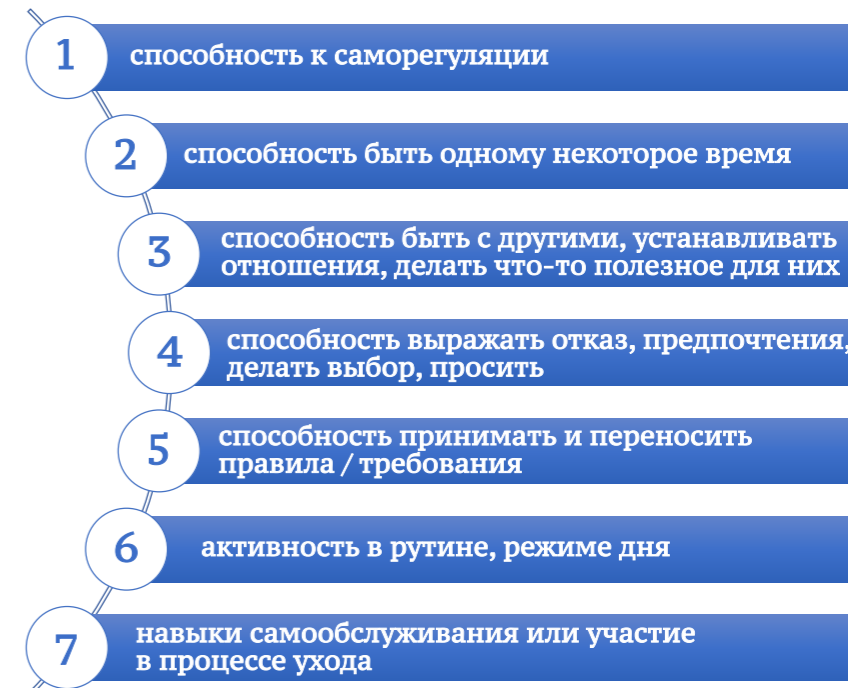 1
способность к саморегуляции
2
способность быть одному некоторое время
3
способность быть с другими, устанавливать
отношения, делать что-то полезное для них
4
способность выражать отказ, предпочтения,
делать выбор, просить
5
способность принимать и переносить
правила / требования
6
активность в рутине, режиме дня
7
навыки самообслуживания или участие
в процессе ухода